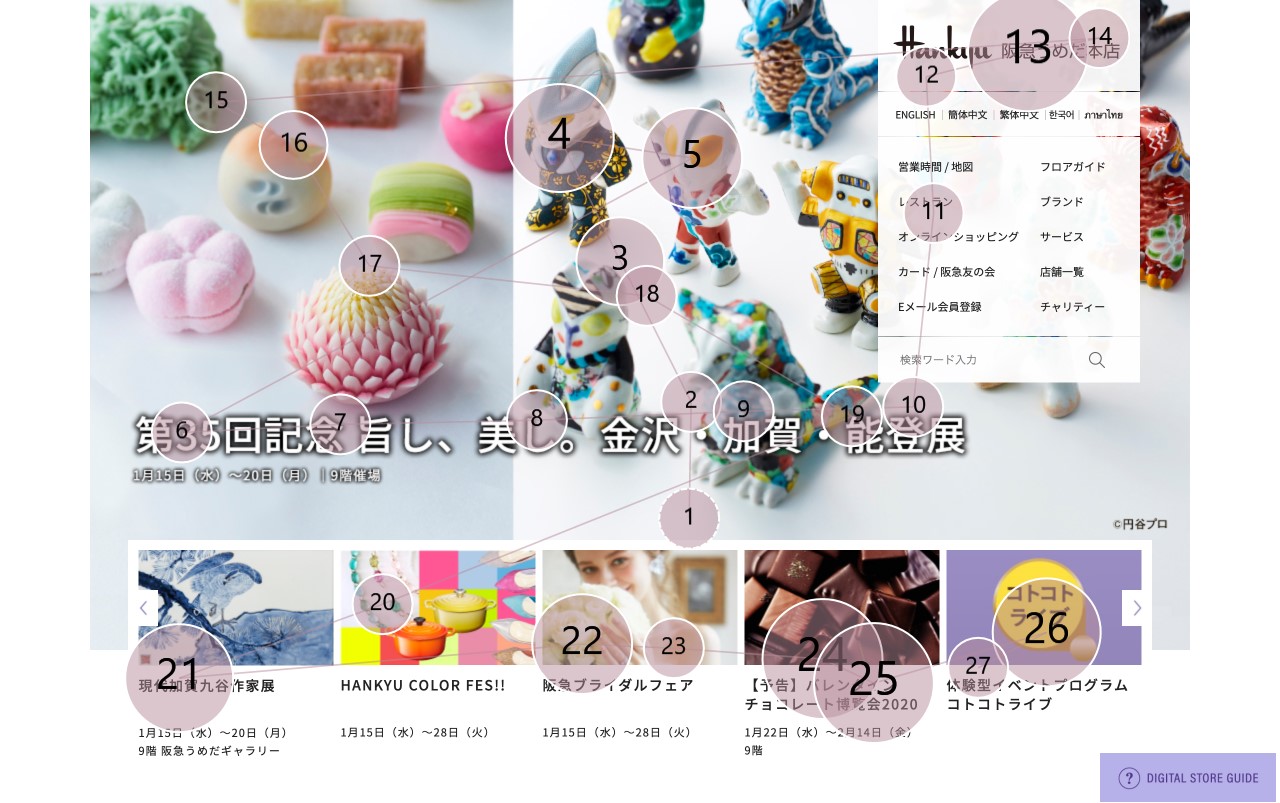 Hankyu 阪急うめだ本店
13
14
12
ENGLISH 簡体中文 繁体中文 한국어 ภาษาไทย
15
16
4
5
営業時間 / 地図 フロアガイド
レストラン ブランド
11
オンラインショッピング サービス
17
3
18
カード / 阪急友の会 店舗一覧
Eメール会員登録 チャリティー
検索ワード入力
2
9
10
8
19
7
6
第35回記念 旨し、美し。金沢・加賀・能登展
1月15日（水）～20日（月）｜9階催場
1
©円谷プロ
コトコト
ライブ
20
21
22
23
24
25
26
27
現代加賀九谷作家展
1月15日（水）～20日（月）
9階 阪急うめだギャラリー
HANKYU COLOR FES!!
1月15日（水）～28日（火）
阪急ブライダルフェア
1月15日（水）～28日（火）
【予告】バレンタイン
チョコレート博覧会2020
1月22日（水）～2月14日（金）
9階
体験型イベントプログラム
コトコトライブ
? DIGITAL STORE GUIDE